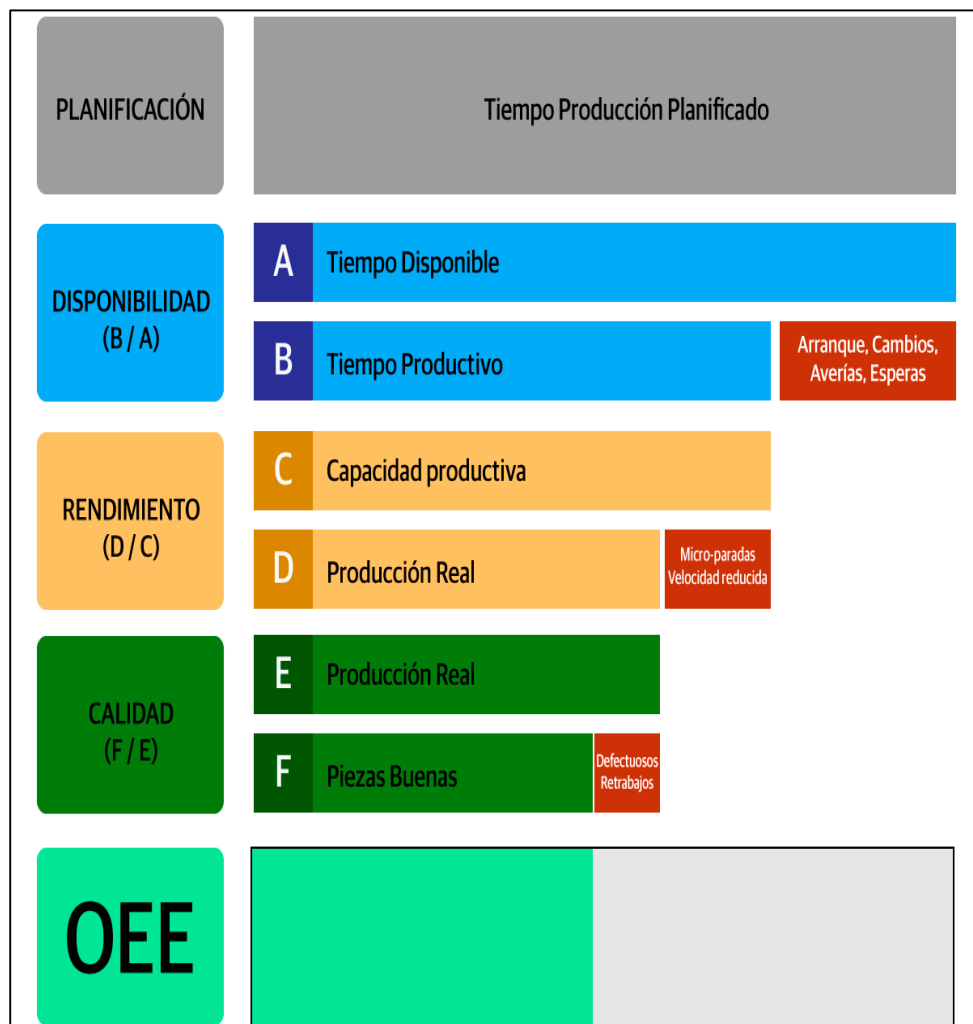 PLANIFICACIÓN
Tiempo Producción Planificado
DISPONIBILIDAD
(B / A)
A
Tiempo Disponible
B
Tiempo Productivo
Arranque, Cambios,
Averías, Esperas
RENDIMIENTO
(D / C)
C
Capacidad productiva
D
Producción Real
Micro-paradas
Velocidad reducida
CALIDAD
(F / E)
E
Producción Real
F
Piezas Buenas
Defectuosos
Retrabajos
OEE